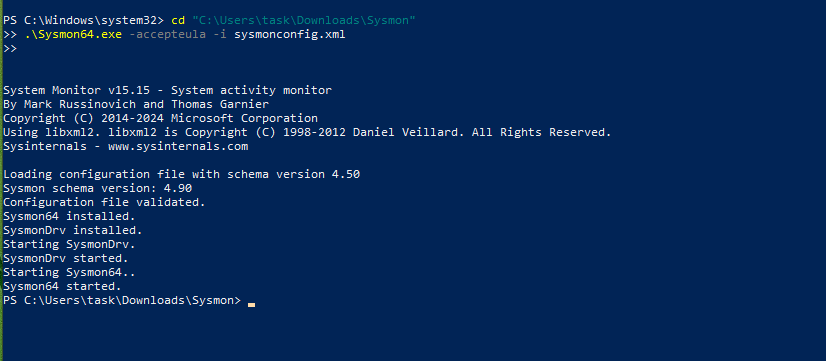 PS C:\Windows\system32> cd "C:\Users\task\Downloads\Sysmon"
>> .\Sysmon64.exe -accepteula -i sysmonconfig.xml
>>
System Monitor v15.15 - System activity monitor
By Mark Russinovich and Thomas Garnier
Copyright (C) 2014-2024 Microsoft Corporation
Using libxml2. libxml2 is Copyright (C) 1998-2012 Daniel Veillard. All Rights Reserved.
Sysinternals - www.sysinternals.com
Loading configuration file with schema version 4.50
Sysmon schema version: 4.90
Configuration file validated.
Sysmon64 installed.
SysmonDrv installed.
Starting SysmonDrv.
SysmonDrv started.
Starting Sysmon64..
Sysmon64 started.
PS C:\Users\task\Downloads\Sysmon>